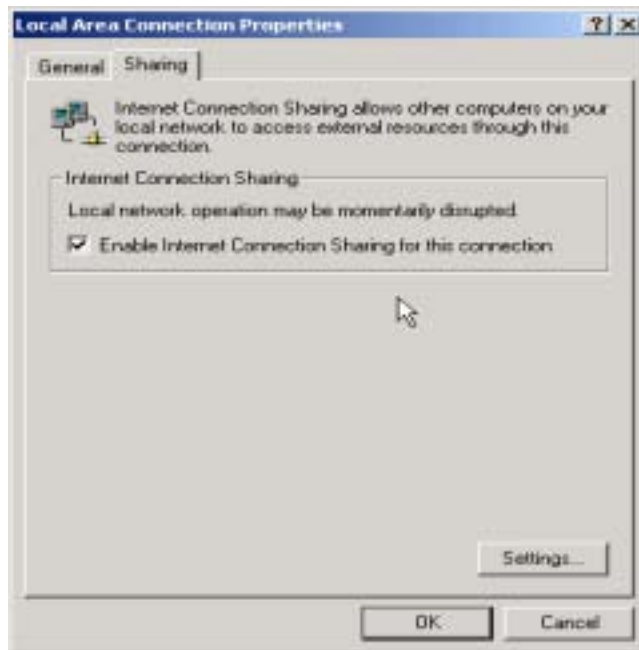 Local Area Connection Properties
?
General Sharing
Internet Connection Sharing allows other computers on your
local network to access external resources through this
connection.
Internet Connection Sharing
Local network operation may be momentarily disrupted.
Enable Internet Connection Sharing for this connection
Settings...
OK Cancel